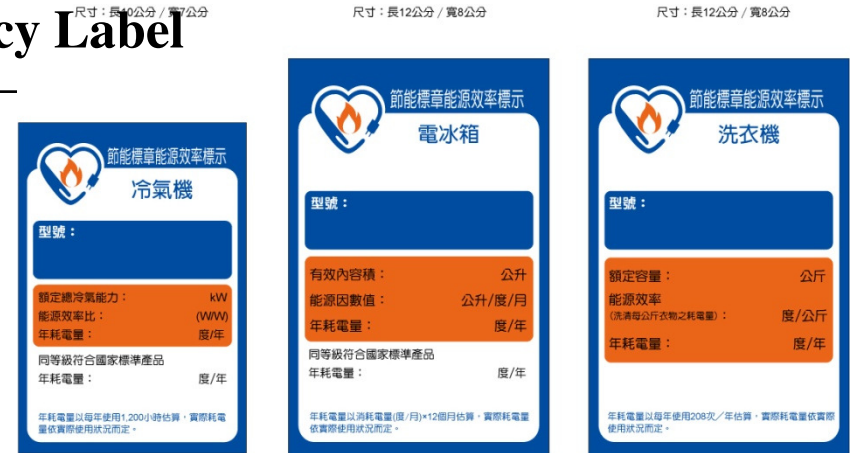 尺寸：長10公分 / 寬7公分
cy Label
節能標章能源效率標示
冷氣機
型號：
額定總冷氣能力： kW
能源效率比： (W/W)
年耗電量： 度/年
同等級符合國家標準產品
年耗電量： 度/年
年耗電量以每年使用1,200小時估算，實際耗電
量依實際使用狀況而定。
尺寸：長12公分 / 寬8公分
節能標章能源效率標示
電冰箱
型號：
有效內容積： 公升
能源因數值： 公升/度/月
年耗電量： 度/年
同等級符合國家標準產品
年耗電量： 度/年
年耗電量以消耗電量(度/月)×12個月估算，實際耗電量
依實際使用狀況而定。
尺寸：長12公分 / 寬8公分
節能標章能源效率標示
洗衣機
型號：
額定容量： 公斤
能源效率
(洗清每公斤衣物之耗電量)： 度/公斤
年耗電量： 度/年
年耗電量以每年使用208次／年估算，實際耗電量依實際
使用狀況而定。